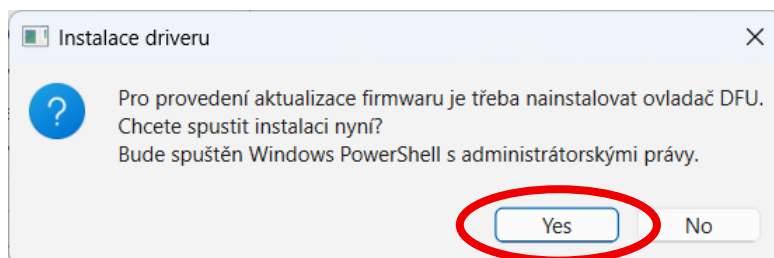 Instalace driveru
Pro provedení aktualizace firmwaru je třeba nainstalovat ovladač DFU.
Chcete spustit instalaci nyní?
Bude spuštěn Windows PowerShell s administrátorskými právy.
Yes No